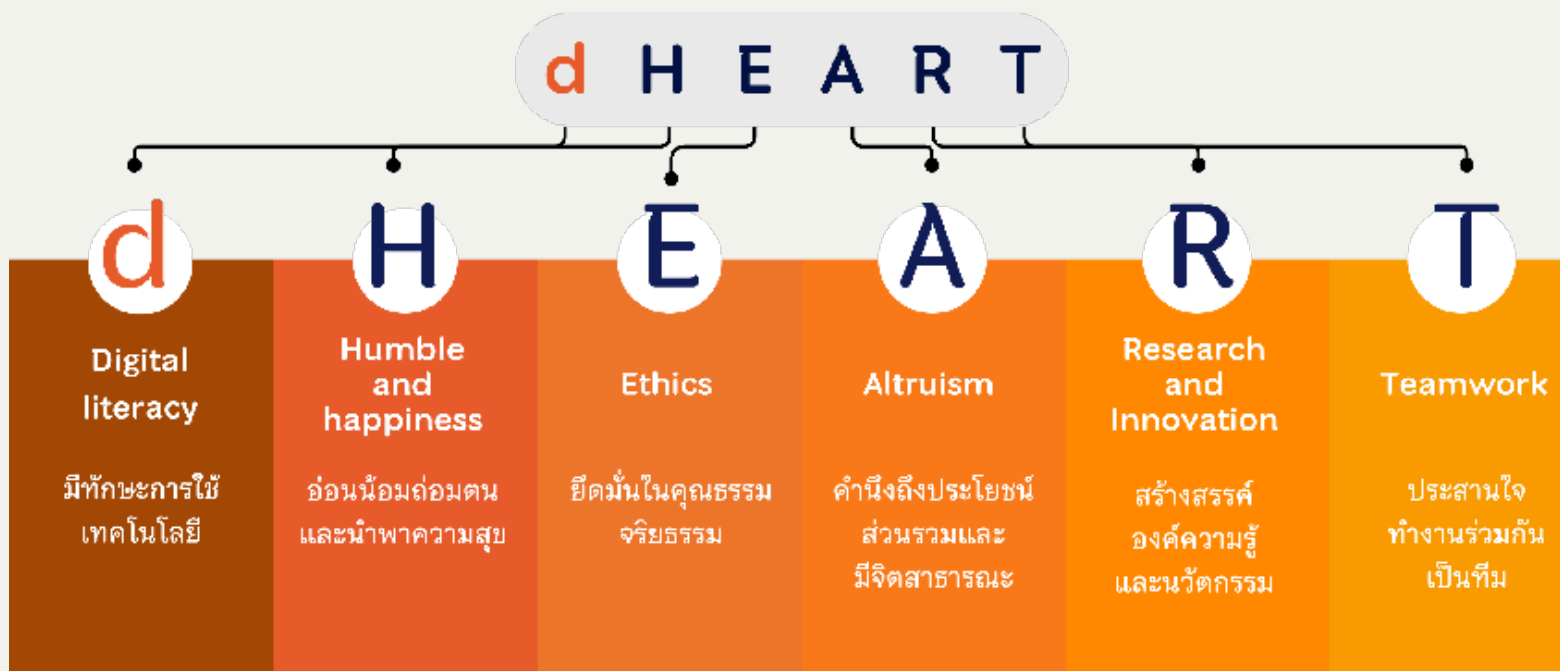 d H E A R T
d
Digital
literacy
มีทักษะการใช้
เทคโนโลยี
H
Humble
and
happiness
อ่อนน้อมถ่อมตน
และนำพาความสุข
E
Ethics
ยึดมั่นในคุณธรรม
จริยธรรม
A
Altruism
คำนึงถึงประโยชน์
ส่วนรวมและ
มีจิตสาธารณะ
R
Research
and
Innovation
สร้างสรรค์
องค์ความรู้
และนวัตกรรม
T
Teamwork
ประสานใจ
ทำงานร่วมกัน
เป็นทีม